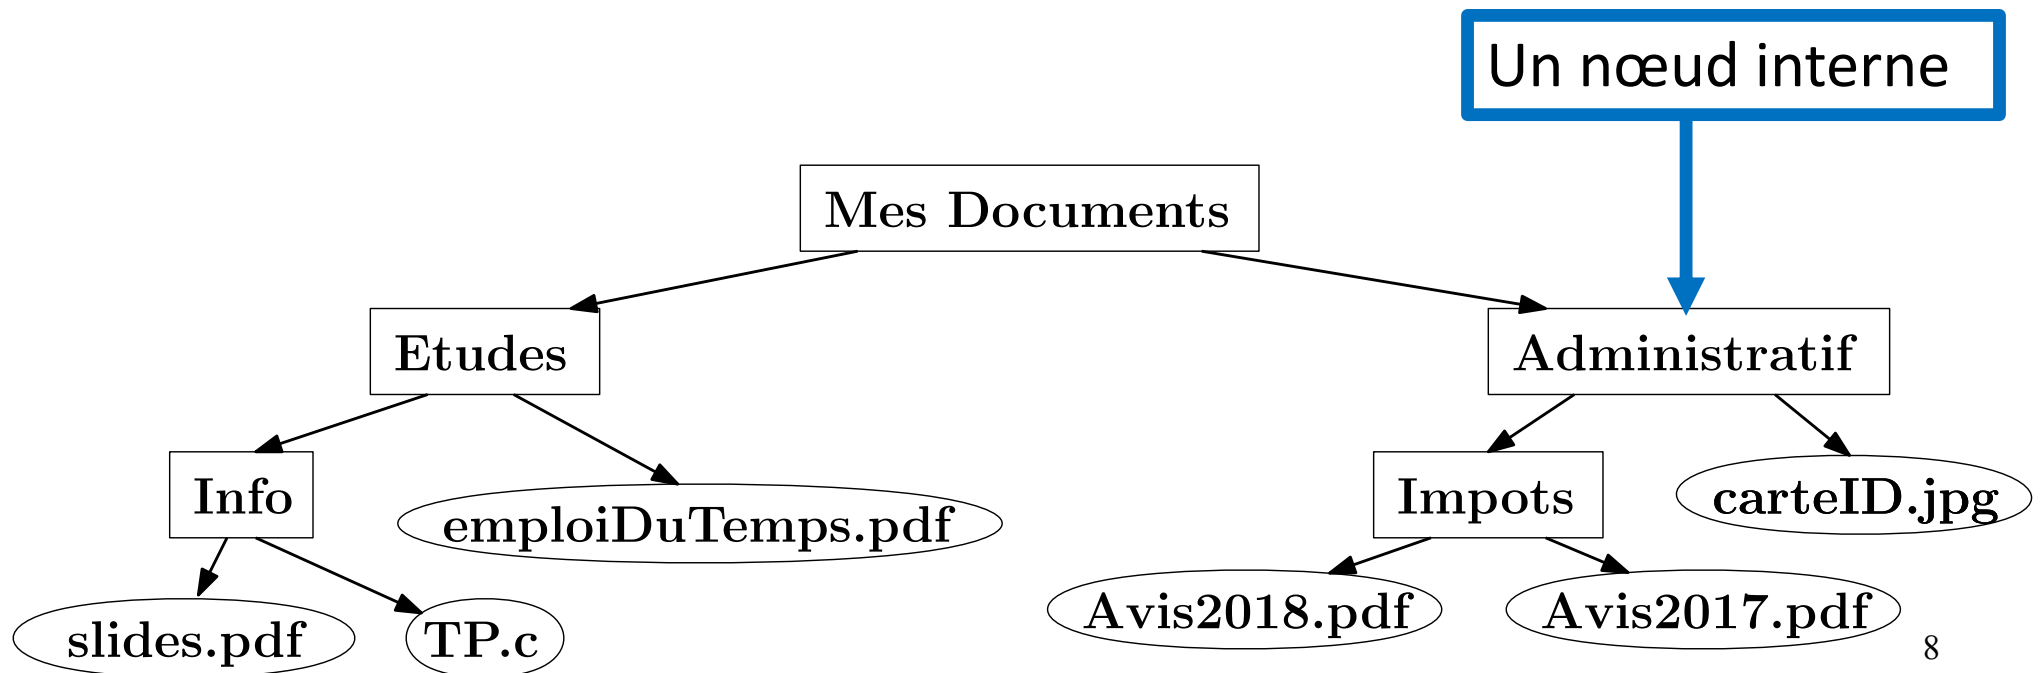 Un nœud interne
Mes Documents
Etudes
Administratif
Info
emploiDuTemps.pdf
Impots
carteID.jpg
slides.pdf
TP.c
Avis2018.pdf
Avis2017.pdf
8